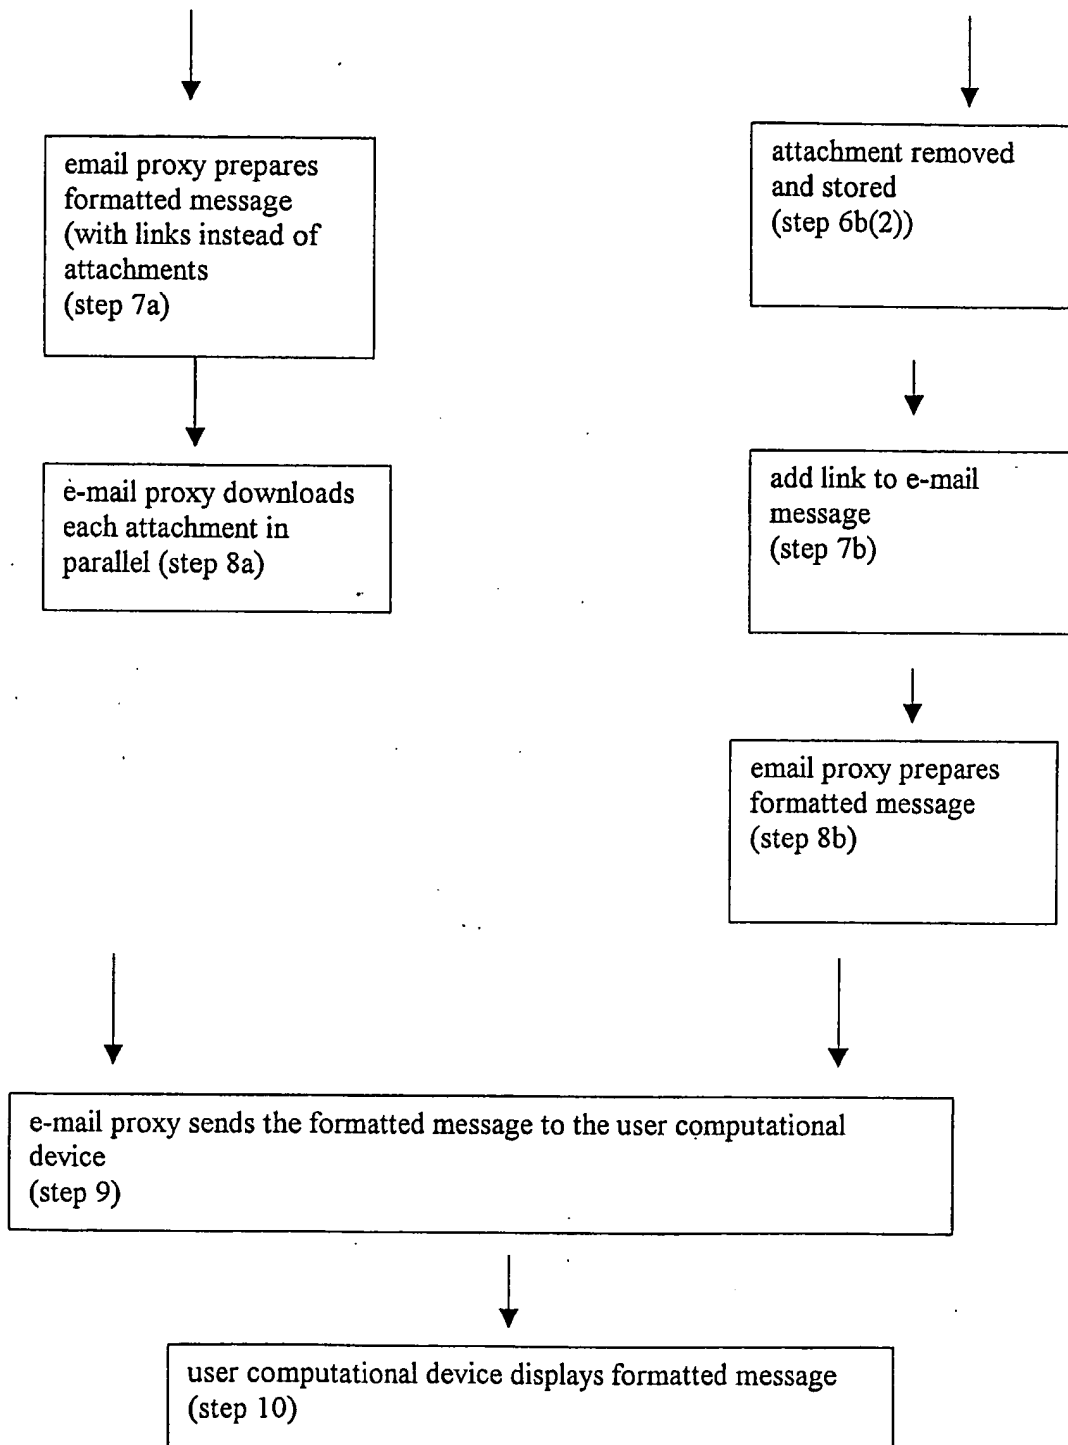 email proxy prepares
formatted message
(with links instead of
attachments
(step 7a)
attachment removed
and stored
(step 6b(2))
e-mail proxy downloads
each attachment in
parallel (step 8a)
add link to e-mail
message
(step 7b)
email proxy prepares
formatted message
(step 8b)
e-mail proxy sends the formatted message to the user computational
device
(step 9)
user computational device displays formatted message
(step 10)